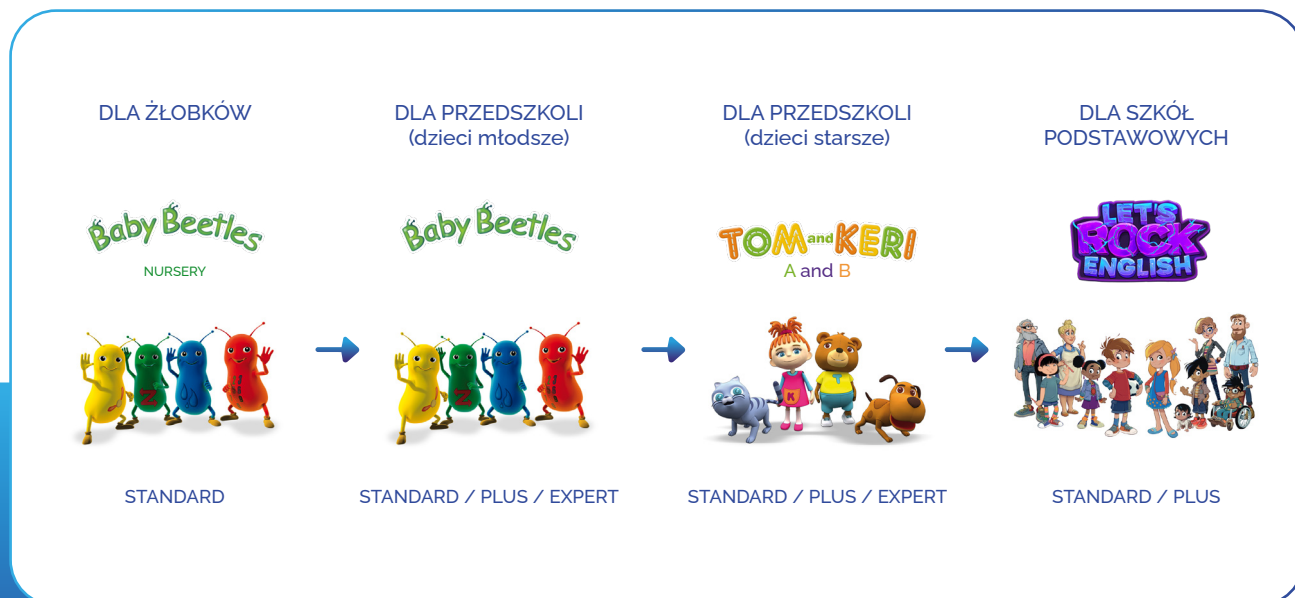 DLA ŻŁOBKÓW
Baby Beetles
NURSERY
STANDARD
DLA PRZEDSZKOLI
(dzieci młodsze)
Baby Beetles
Z
STANDARD / PLUS / EXPERT
DLA PRZEDSZKOLI
(dzieci starsze)
TOM and KERI
A and B
K
STANDARD / PLUS / EXPERT
DLA SZKÓŁ
PODSTAWOWYCH
LET'S
ROCK
ENGLISH
STANDARD / PLUS